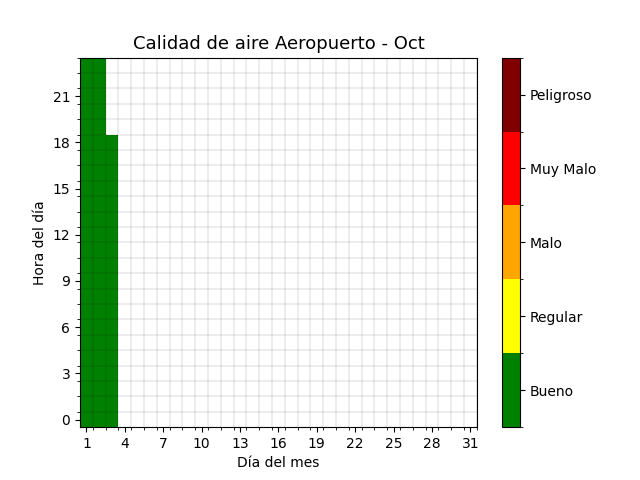 Calidad de aire Aeropuerto - Oct
Hora del día
21
18
15
12
9
6
3
0
1 4 7 10 13 16 19 22 25 28 31
Día del mes
Peligroso
Muy Malo
Malo
Regular
Bueno